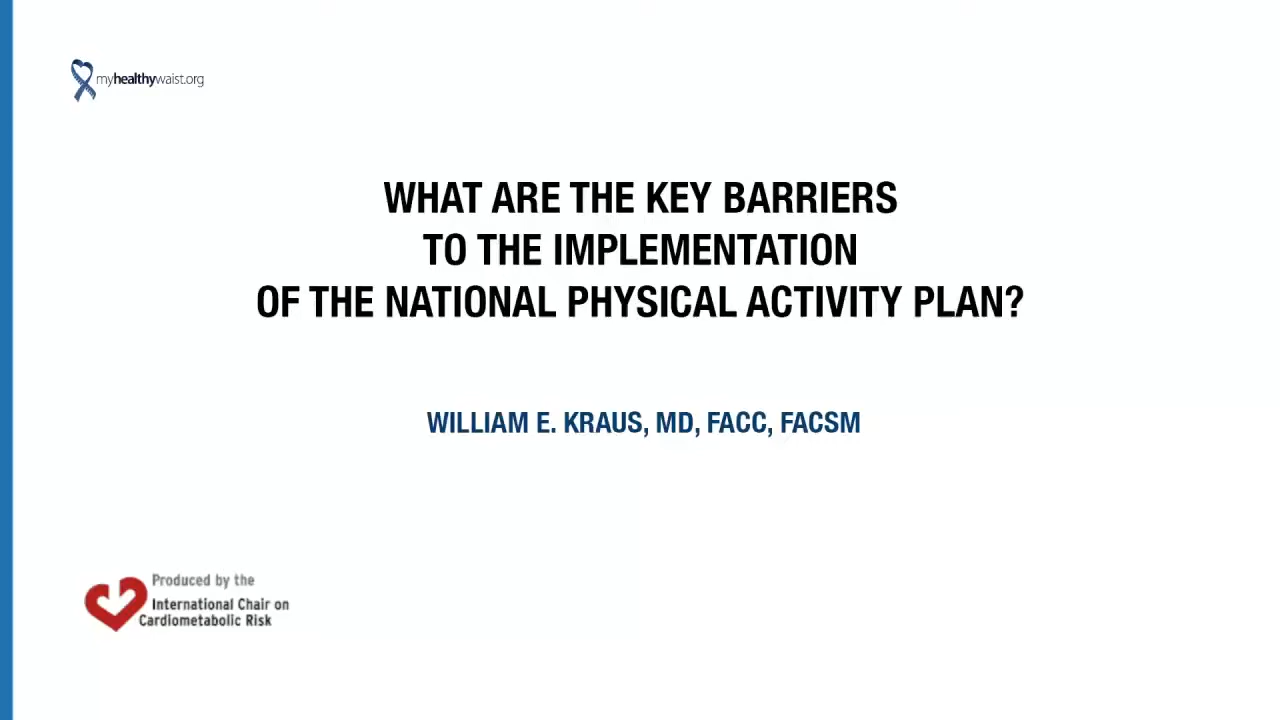 myhealthywaist.org
WHAT ARE THE KEY BARRIERS
TO THE IMPLEMENTATION
OF THE NATIONAL PHYSICAL ACTIVITY PLAN?
WILLIAM E. KRAUS, MD, FACC, FACSM
Produced by the
International Chair on
Cardiometabolic Risk